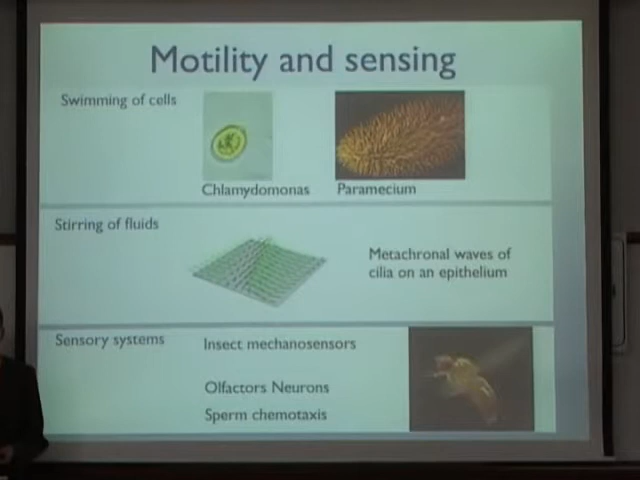 Motility and sensing
Swimming of cells
Chlamydomonas
Paramecium
Stirring of fluids
Metachronal waves of
cilia on an epithelium
Sensory systems
Insect mechanosensors
Olfactors Neurons
Sperm chemotaxis